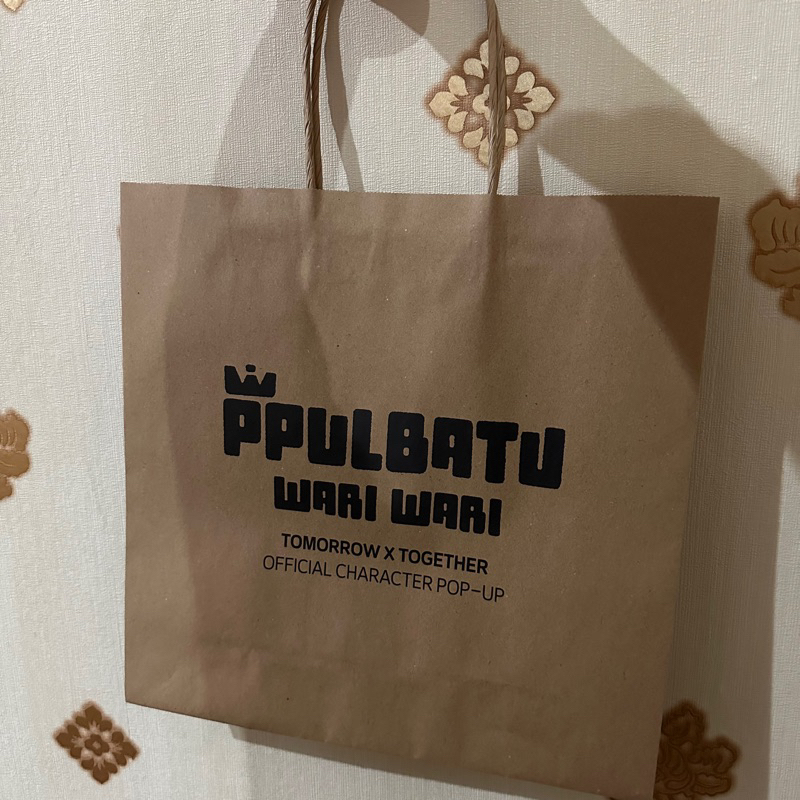 PPULBATU
WARI WARI
TOMORROW X TOGETHER
OFFICIAL CHARACTER POP-UP